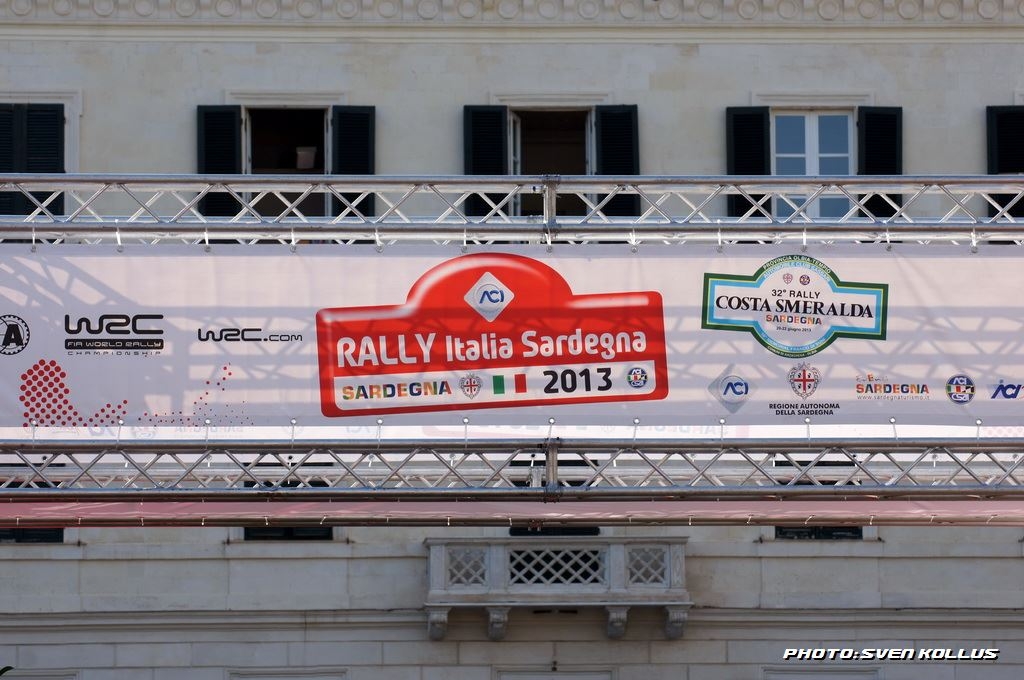 A
WRC
FIA WORLD RALLY
CHAMPIONSHIP
WRC.com
ACI
RALLY Italia Sardegna
SARDEGNA 2013
32° RALLY
COSTA SMERALDA
SARDEGNA
ACI
REGIONE AUTONOMA
DELLA SARDEGNA
SARDEGNA
www.sardegnaturismo.it
ACI
CSAI
ACI
PHOTO:SVEN KOLLUS